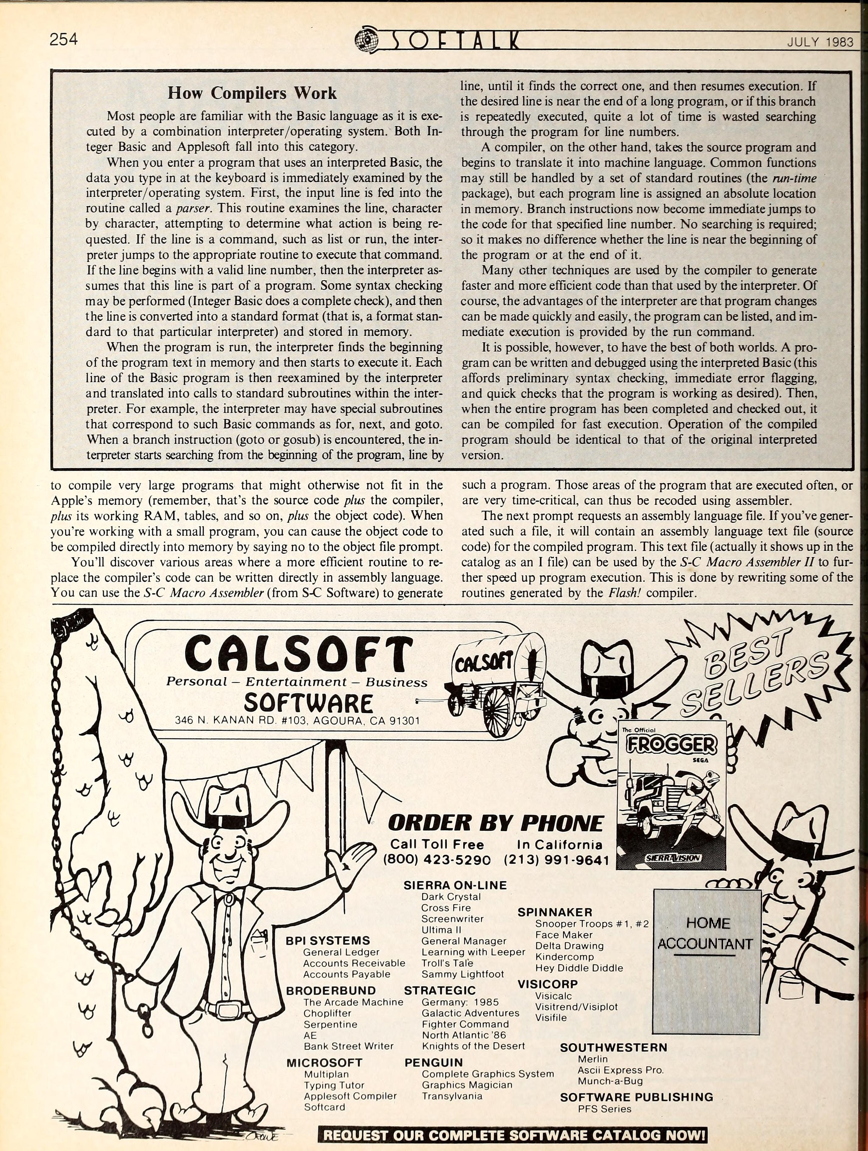 254
SOFTALK
JULY 1983
How Compilers Work
Most people are familiar with the Basic language as it is exe-
cuted by a combination interpreter/operating system. Both In-
teger Basic and Applesoft fall into this category.
When you enter a program that uses an interpreted Basic, the
data you type in at the keyboard is immediately examined by the
interpreter/operating system. First, the input line is fed into the
routine called a parser. This routine examines the line, character
by character, attempting to determine what action is being re-
quested. If the line is a command, such as list or run, the inter-
preter jumps to the appropriate routine to execute that command.
If the line begins with a valid line number, then the interpreter as-
sumes that this line is part of a program. Some syntax checking
may be performed (Integer Basic does a complete check), and then
the line is converted into a standard format (that is, a format stan-
dard to that particular interpreter) and stored in memory.
When the program is run, the interpreter finds the beginning
of the program text in memory and then starts to execute it. Each
line of the Basic program is then reexamined by the interpreter
and translated into calls to standard subroutines within the inter-
preter. For example, the interpreter may have special subroutines
that correspond to such Basic commands as for, next, and goto.
When a branch instruction (goto or gosub) is encountered, the in-
terpreter starts searching from the beginning of the program, line by
line, until it finds the correct one, and then resumes execution. If
the desired line is near the end of a long program, or if this branch
is repeatedly executed, quite a lot of time is wasted searching
through the program for line numbers.
A compiler, on the other hand, takes the source program and
begins to translate it into machine language. Common functions
may still be handled by a set of standard routines (the run-time
package), but each program line is assigned an absolute location
in memory. Branch instructions now become immediate jumps to
the code for that specified line number. No searching is required;
so it makes no difference whether the line is near the beginning of
the program or at the end of it.
Many other techniques are used by the compiler to generate
faster and more efficient code than that used by the interpreter. Of
course, the advantages of the interpreter are that program changes
can be made quickly and easily, the program can be listed, and im-
mediate execution is provided by the run command.
It is possible, however, to have the best of both worlds. A pro-
gram can be written and debugged using the interpreted Basic (this
affords preliminary syntax checking, immediate error flagging,
and quick checks that the program is working as desired). Then,
when the entire program has been completed and checked out, it
can be compiled for fast execution. Operation of the compiled
program should be identical to that of the original interpreted
version.
to compile very large programs that might otherwise not fit in the
Apple's memory (remember, that's the source code plus the compiler,
plus its working RAM, tables, and so on, plus the object code). When
you're working with a small program, you can cause the object code to
be compiled directly into memory by saying no to the object file prompt.
You'll discover various areas where a more efficient routine to re-
place the compiler's code can be written directly in assembly language.
You can use the S-C Macro Assembler (from S-C Software) to generate
such a program. Those areas of the program that are executed often, or
are very time-critical, can thus be recoded using assembler.
The next prompt requests an assembly language file. If you've gener-
ated such a file, it will contain an assembly language text file (source
code) for the compiled program. This text file (actually it shows up in the
catalog as an I file) can be used by the S-C Macro Assembler II to fur-
ther speed up program execution. This is done by rewriting some of the
routines generated by the Flash! compiler.
CALSOFT
Personal – Entertainment – Business
SOFTWARE
346 N. KANAN RD. #103, AGOURA, CA 91301
CALSOFT
BEST
SELLERS
The Official
FROGGER
SEGA
SIERRAVISION
ORDER BY PHONE
Call Toll Free
(800) 423-5290
In California
(213) 991-9641
HOME
ACCOUNTANT
BPI SYSTEMS
General Ledger
Accounts Receivable
Accounts Payable
BRODERBUND
The Arcade Machine
Choplifter
Serpentine
AE
Bank Street Writer
MICROSOFT
Multiplan
Typing Tutor
Applesoft Compiler
Softcard
SIERRA ON-LINE
Dark Crystal
Cross Fire
Screenwriter
Ultima II
General Manager
Learning with Leeper
Troll's Tale
Sammy Lightfoot
STRATEGIC
Germany: 1985
Galactic Adventures
Fighter Command
North Atlantic '86
Knights of the Desert
PENGUIN
Complete Graphics System
Graphics Magician
Transylvania
SPINNAKER
Snooper Troops #1, #2
Face Maker
Delta Drawing
Kindercomp
Hey Diddle Diddle
VISICORP
Visicalc
Visitrend/Visiplot
Visifile
SOUTHWESTERN
Merlin
Ascii Express Pro.
Munch-a-Bug
SOFTWARE PUBLISHING
PFS Series
CROWE
REQUEST OUR COMPLETE SOFTWARE CATALOG NOW!